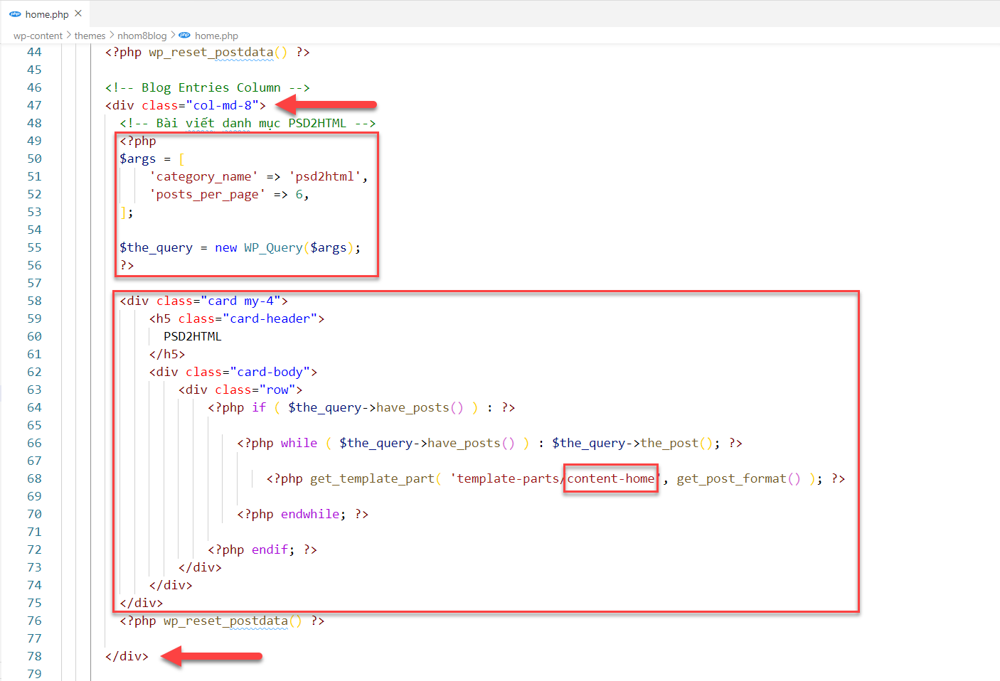 home.php
wp-content > themes > nhom8blog > home.php
44 <?php wp_reset_postdata() ?>
45
46 <!-- Blog Entries Column -->
47 <div class="col-md-8">
48 <!-- Bài viết danh mục PSD2HTML -->
49 <?php
50 $args = [
51 'category_name' => 'psd2html',
52 'posts_per_page' => 6,
53 ];
54
55 $the_query = new WP_Query($args);
56 ?>
57
58 <div class="card my-4">
59 <h5 class="card-header">
60 PSD2HTML
61 </h5>
62 <div class="card-body">
63 <div class="row">
64 <?php if ( $the_query->have_posts() ) : ?>
65
66 <?php while ( $the_query->have_posts() ) : $the_query->the_post(); ?>
67
68 <?php get_template_part( 'template-parts/content-home', get_post_format() ); ?>
69
70 <?php endwhile; ?>
71
72 <?php endif; ?>
73 </div>
74 </div>
75 </div>
76 <?php wp_reset_postdata() ?>
77
78 </div>
79